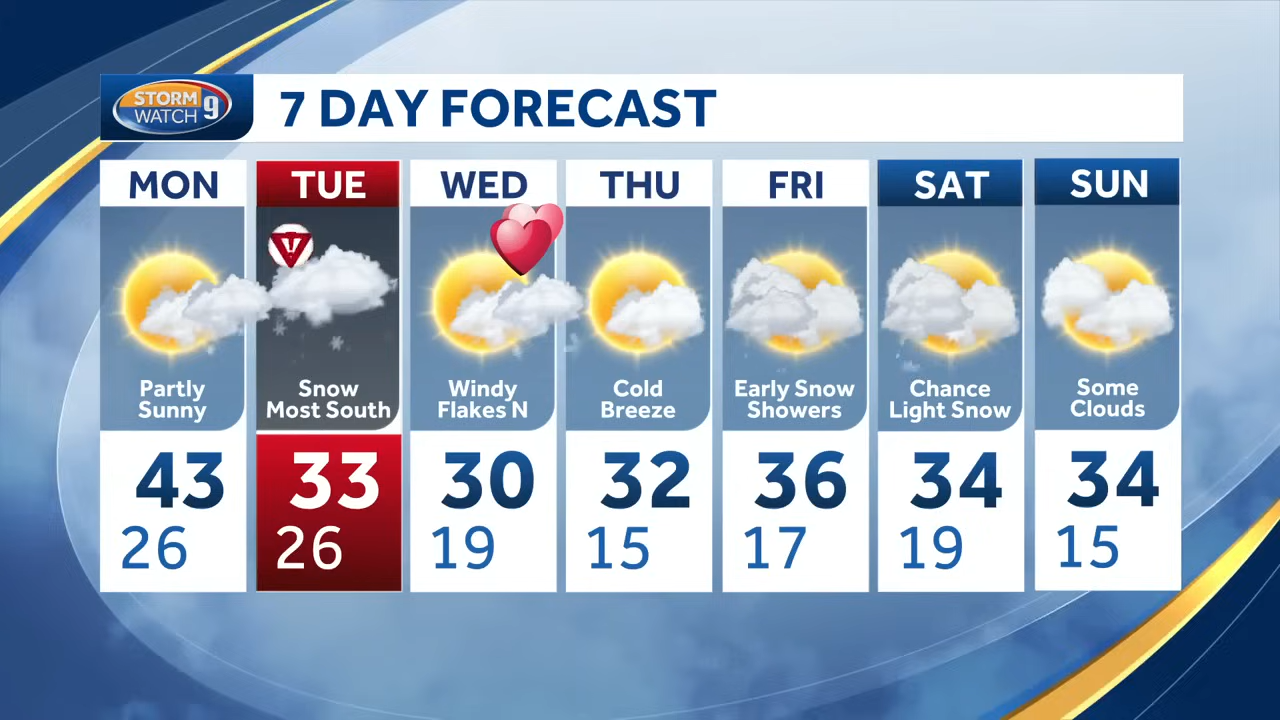 STORM
WATCH 9
7 DAY FORECAST
MON
TUE
WED
THU
FRI
SAT
SUN
Partly
Sunny
Snow
Most South
Windy
Flakes N
Cold
Breeze
Early Snow
Showers
Chance
Light Snow
Some
Clouds
43
26
33
26
30
19
32
15
36
17
34
19
34
15